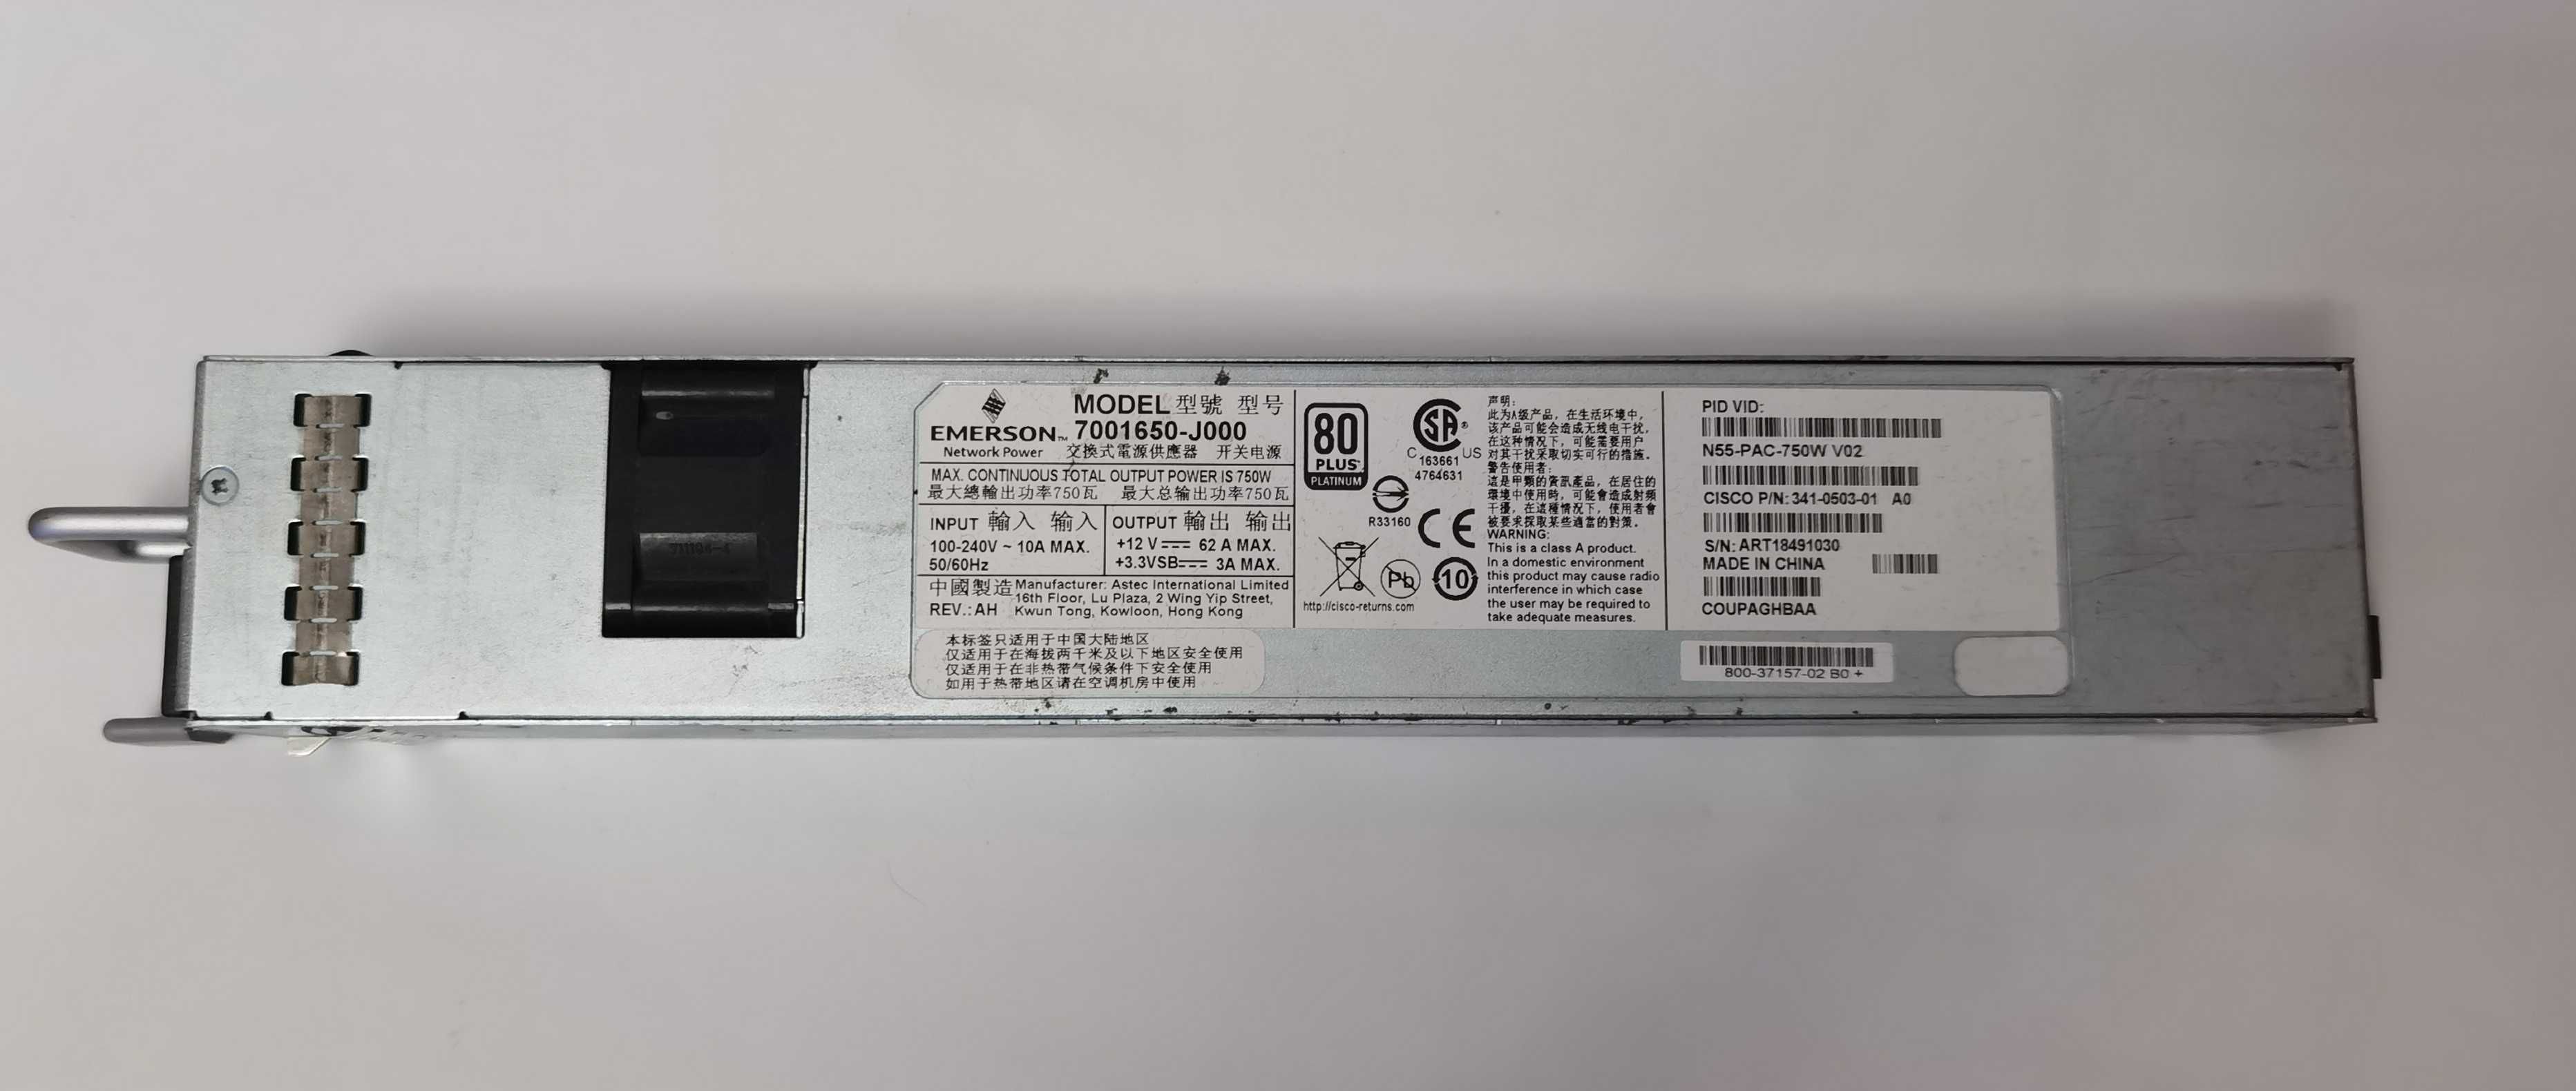 EMERSON™
Network Power
MODEL 型號 型号
7001650-J000
交換式電源供應器 开关电源
MAX. CONTINUOUS TOTAL OUTPUT POWER IS 750W
最大總輸出功率750瓦 最大总输出功率750瓦
INPUT 輸入 输入
100-240V ~ 10A MAX.
50/60Hz
OUTPUT 輸出 输出
+12 V⎓ 62 A MAX.
+3.3VSB⎓ 3A MAX.
中國製造
REV.: AH
Manufacturer: Astec International Limited
16th Floor, Lu Plaza, 2 Wing Yip Street,
Kwun Tong, Kowloon, Hong Kong
本标签只适用于中国大陆地区
仅适用于在海拔两千米及以下地区安全使用
仅适用于在非热带气候条件下安全使用
如用于热带地区请在空调机房中使用
80
PLUS
PLATINUM
SA®
C US
163661
4764631
R33160
CE
Pb
10
http://cisco-returns.com
声明:
此为A级产品, 在生活环境中,
该产品可能会造成无线电干扰,
在这种情况下, 可能需要用户
对其干扰采取切实可行的措施。
警告使用者:
這是甲類的資訊產品, 在居住的
環境中使用時, 可能會造成射頻
干擾, 在這種情況下, 使用者會
被要求採取某些適當的對策。
WARNING:
This is a class A product.
In a domestic environment
this product may cause radio
interference in which case
the user may be required to
take adequate measures.
PID VID:
N55-PAC-750W V02
CISCO P/N: 341-0503-01 A0
S/N: ART18491030
MADE IN CHINA
COUPAGHBAA
800-37157-02 B0 +